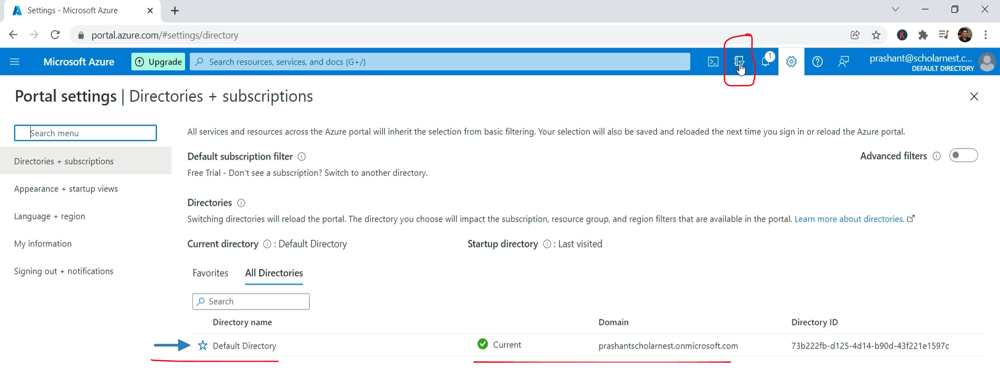 Settings - Microsoft Azure
portal.azure.com/#settings/directory
K
Microsoft Azure
Upgrade
Search resources, services, and docs (G+/)
1
prashant@scholarnest.c...
DEFAULT DIRECTORY
Portal settings | Directories + subscriptions
Search menu
Directories + subscriptions
Appearance + startup views
Language + region
My information
Signing out + notifications
All services and resources across the Azure portal will inherit the selection from basic filtering. Your selection will also be saved and reloaded the next time you sign in or reload the Azure portal.
Default subscription filter
Advanced filters
Free Trial - Don't see a subscription? Switch to another directory.
Directories
Switching directories will reload the portal. The directory you choose will impact the subscription, resource group, and region filters that are available in the portal. Learn more about directories.
Current directory : Default Directory
Startup directory : Last visited
Favorites
All Directories
Search
Directory name
Domain
Directory ID
Default Directory
Current
prashantscholarnest.onmicrosoft.com
73b222fb-d125-4d14-b90d-43f221e1597c